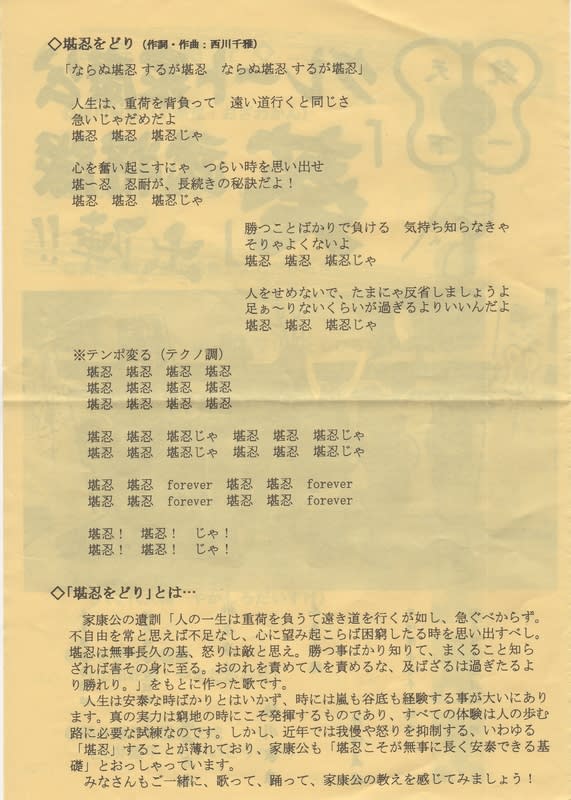 ◇堪忍をどり（作詞・作曲：西川千雅）
「ならぬ堪忍 するが堪忍　ならぬ堪忍 するが堪忍」
人生は、重荷を背負って　遠い道行くと同じさ
急いじゃだめだよ
堪忍　堪忍　堪忍じゃ
心を奮い起こすにゃ　つらい時を思い出せ
堪〜忍　忍耐が、長続きの秘訣だよ！
堪忍　堪忍　堪忍じゃ
勝つことばかりで負ける　気持ち知らなきゃ
そりゃよくないよ
堪忍　堪忍　堪忍じゃ
人をせめないで、たまにゃ反省しましょうよ
足ぁ〜りないくらいが過ぎるよりいいんだよ
堪忍　堪忍　堪忍じゃ
※テンポ変る（テクノ調）
堪忍　堪忍　堪忍　堪忍
堪忍　堪忍　堪忍　堪忍
堪忍　堪忍　堪忍　堪忍
堪忍　堪忍　堪忍じゃ　堪忍　堪忍　堪忍じゃ
堪忍　堪忍　堪忍じゃ　堪忍　堪忍　堪忍じゃ
堪忍　堪忍　forever　堪忍　堪忍　forever
堪忍　堪忍　forever　堪忍　堪忍　forever
堪忍！　堪忍！　じゃ！
堪忍！　堪忍！　じゃ！
◇「堪忍をどり」とは…
家康公の遺訓「人の一生は重荷を負うて遠き道を行くが如し、急ぐべからず。
不自由を常と思えば不足なし、心に望み起こらば困窮したる時を思い出すべし。
堪忍は無事長久の基、怒りは敵と思え。勝つ事ばかり知りて、まくること知ら
ざれば害その身に至る。おのれを責めて人を責めるな、及ばざるは過ぎたるよ
り勝れり。」をもとに作った歌です。
人生は安泰な時ばかりとはいかず、時には嵐も谷底も経験する事が大いにあり
ます。真の実力は窮地の時にこそ発揮するものであり、すべての体験は人の歩む
路に必要な試練なのです。しかし、近年では我慢や怒りを抑制する、いわゆる
「堪忍」することが薄れており、家康公も「堪忍こそが無事に長く安泰できる基
礎」とおっしゃっています。
みなさんもご一緒に、歌って、踊って、家康公の教えを感じてみましょう！